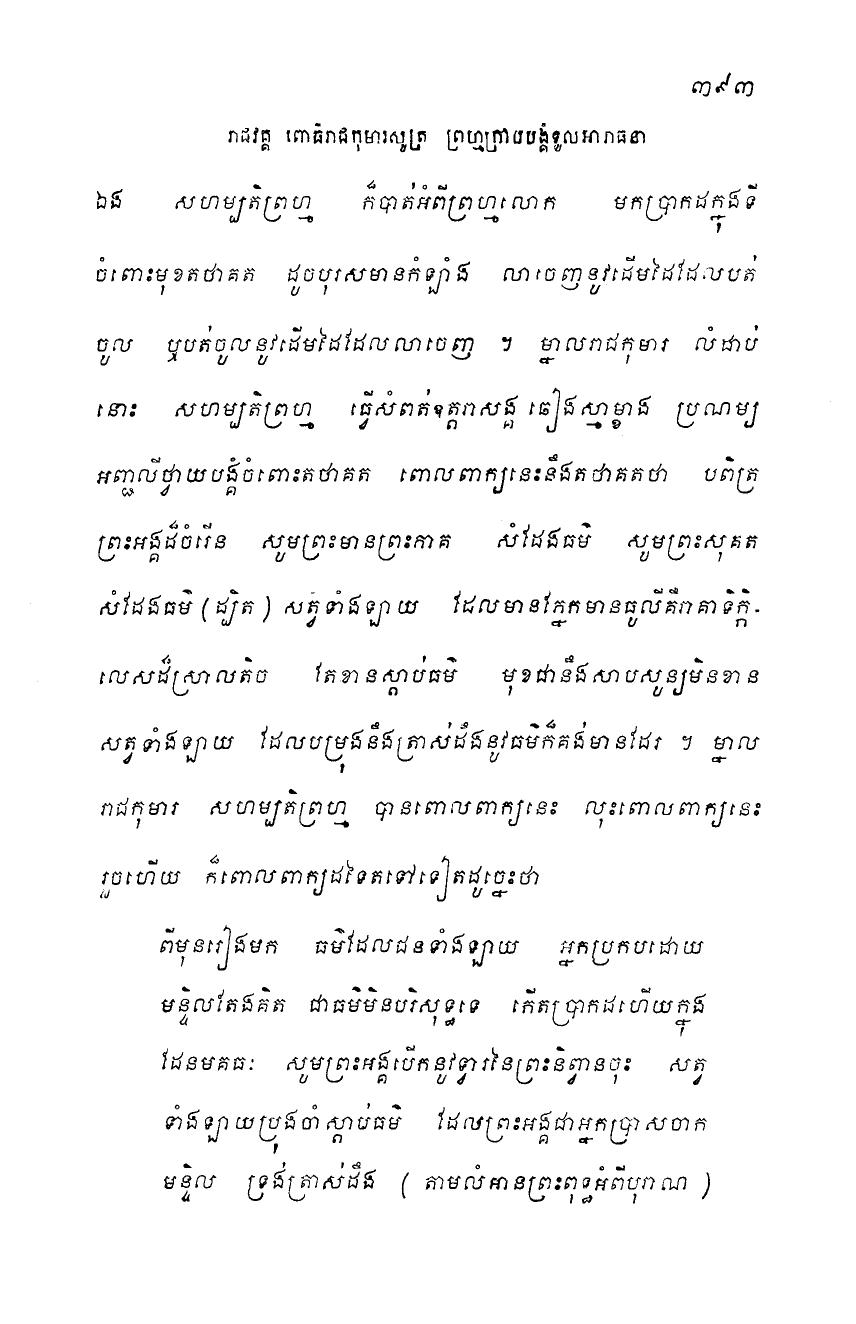 ៣៩៣
រាជវគ្គ ពោធិរាជកុមារសូត្រ ព្រហ្មក្រាបបង្គំទូលអារាធនា
ឯង សហម្បតិព្រហ្ម ក៏បាត់អំពីព្រហ្មលោក មកប្រាកដក្នុងទី
ចំពោះមុខតថាគត ដូចបុរសមានកំឡាំង លាចេញនូវដើមដៃដែលបត់
ចូល ឬបត់ចូលនូវដើមដៃដែលលាចេញ ។ ម្នាលរាជកុមារ លំដាប់
នោះ សហម្បតិព្រហ្ម ធ្វើសំពត់ឧត្តរាសង្គ ឆៀងស្មាម្ខាង ប្រណម្យ
អញ្ជលីថ្វាយបង្គំចំពោះតថាគត ពោលពាក្យនេះនឹងតថាគតថា បពិត្រ
ព្រះអង្គដ៏ចំរើន សូមព្រះមានព្រះភាគ សំដែងធម៌ សូមព្រះសុគត
សំដែងធម៌ (ដ្បិត) សត្វទាំងឡាយ ដែលមានភ្នែកមានធូលីគឺរាគាទិក្កិ-
លេសដ៏ស្រាលតិច តែខានស្តាប់ធម៌ មុខជានឹងសាបសូន្យមិនខាន
សត្វទាំងឡាយ ដែលបម្រុងនឹងត្រាស់ដឹងនូវធម៌ក៏គង់មានដែរ ។ ម្នាល
រាជកុមារ សហម្បតិព្រហ្ម បានពោលពាក្យនេះ លុះពោលពាក្យនេះ
រួចហើយ ក៏ពោលពាក្យដទៃតទៅទៀតដូច្នេះថា
ពីមុនរៀងមក ធម៌ដែលជនទាំងឡាយ អ្នកប្រកបដោយ
មន្ទិលតែងគិត ជាធម៌មិនបរិសុទ្ធទេ កើតប្រាកដហើយក្នុង
ដែនមគធៈ សូមព្រះអង្គបើកនូវទ្វារនៃព្រះនិព្វានចុះ សត្វ
ទាំងឡាយប្រុងចាំស្តាប់ធម៌ ដែលព្រះអង្គជាអ្នកប្រាសចាក
មន្ទិល ទ្រង់ត្រាស់ដឹង (តាមលំអានព្រះពុទ្ធអំពីបុរាណ)